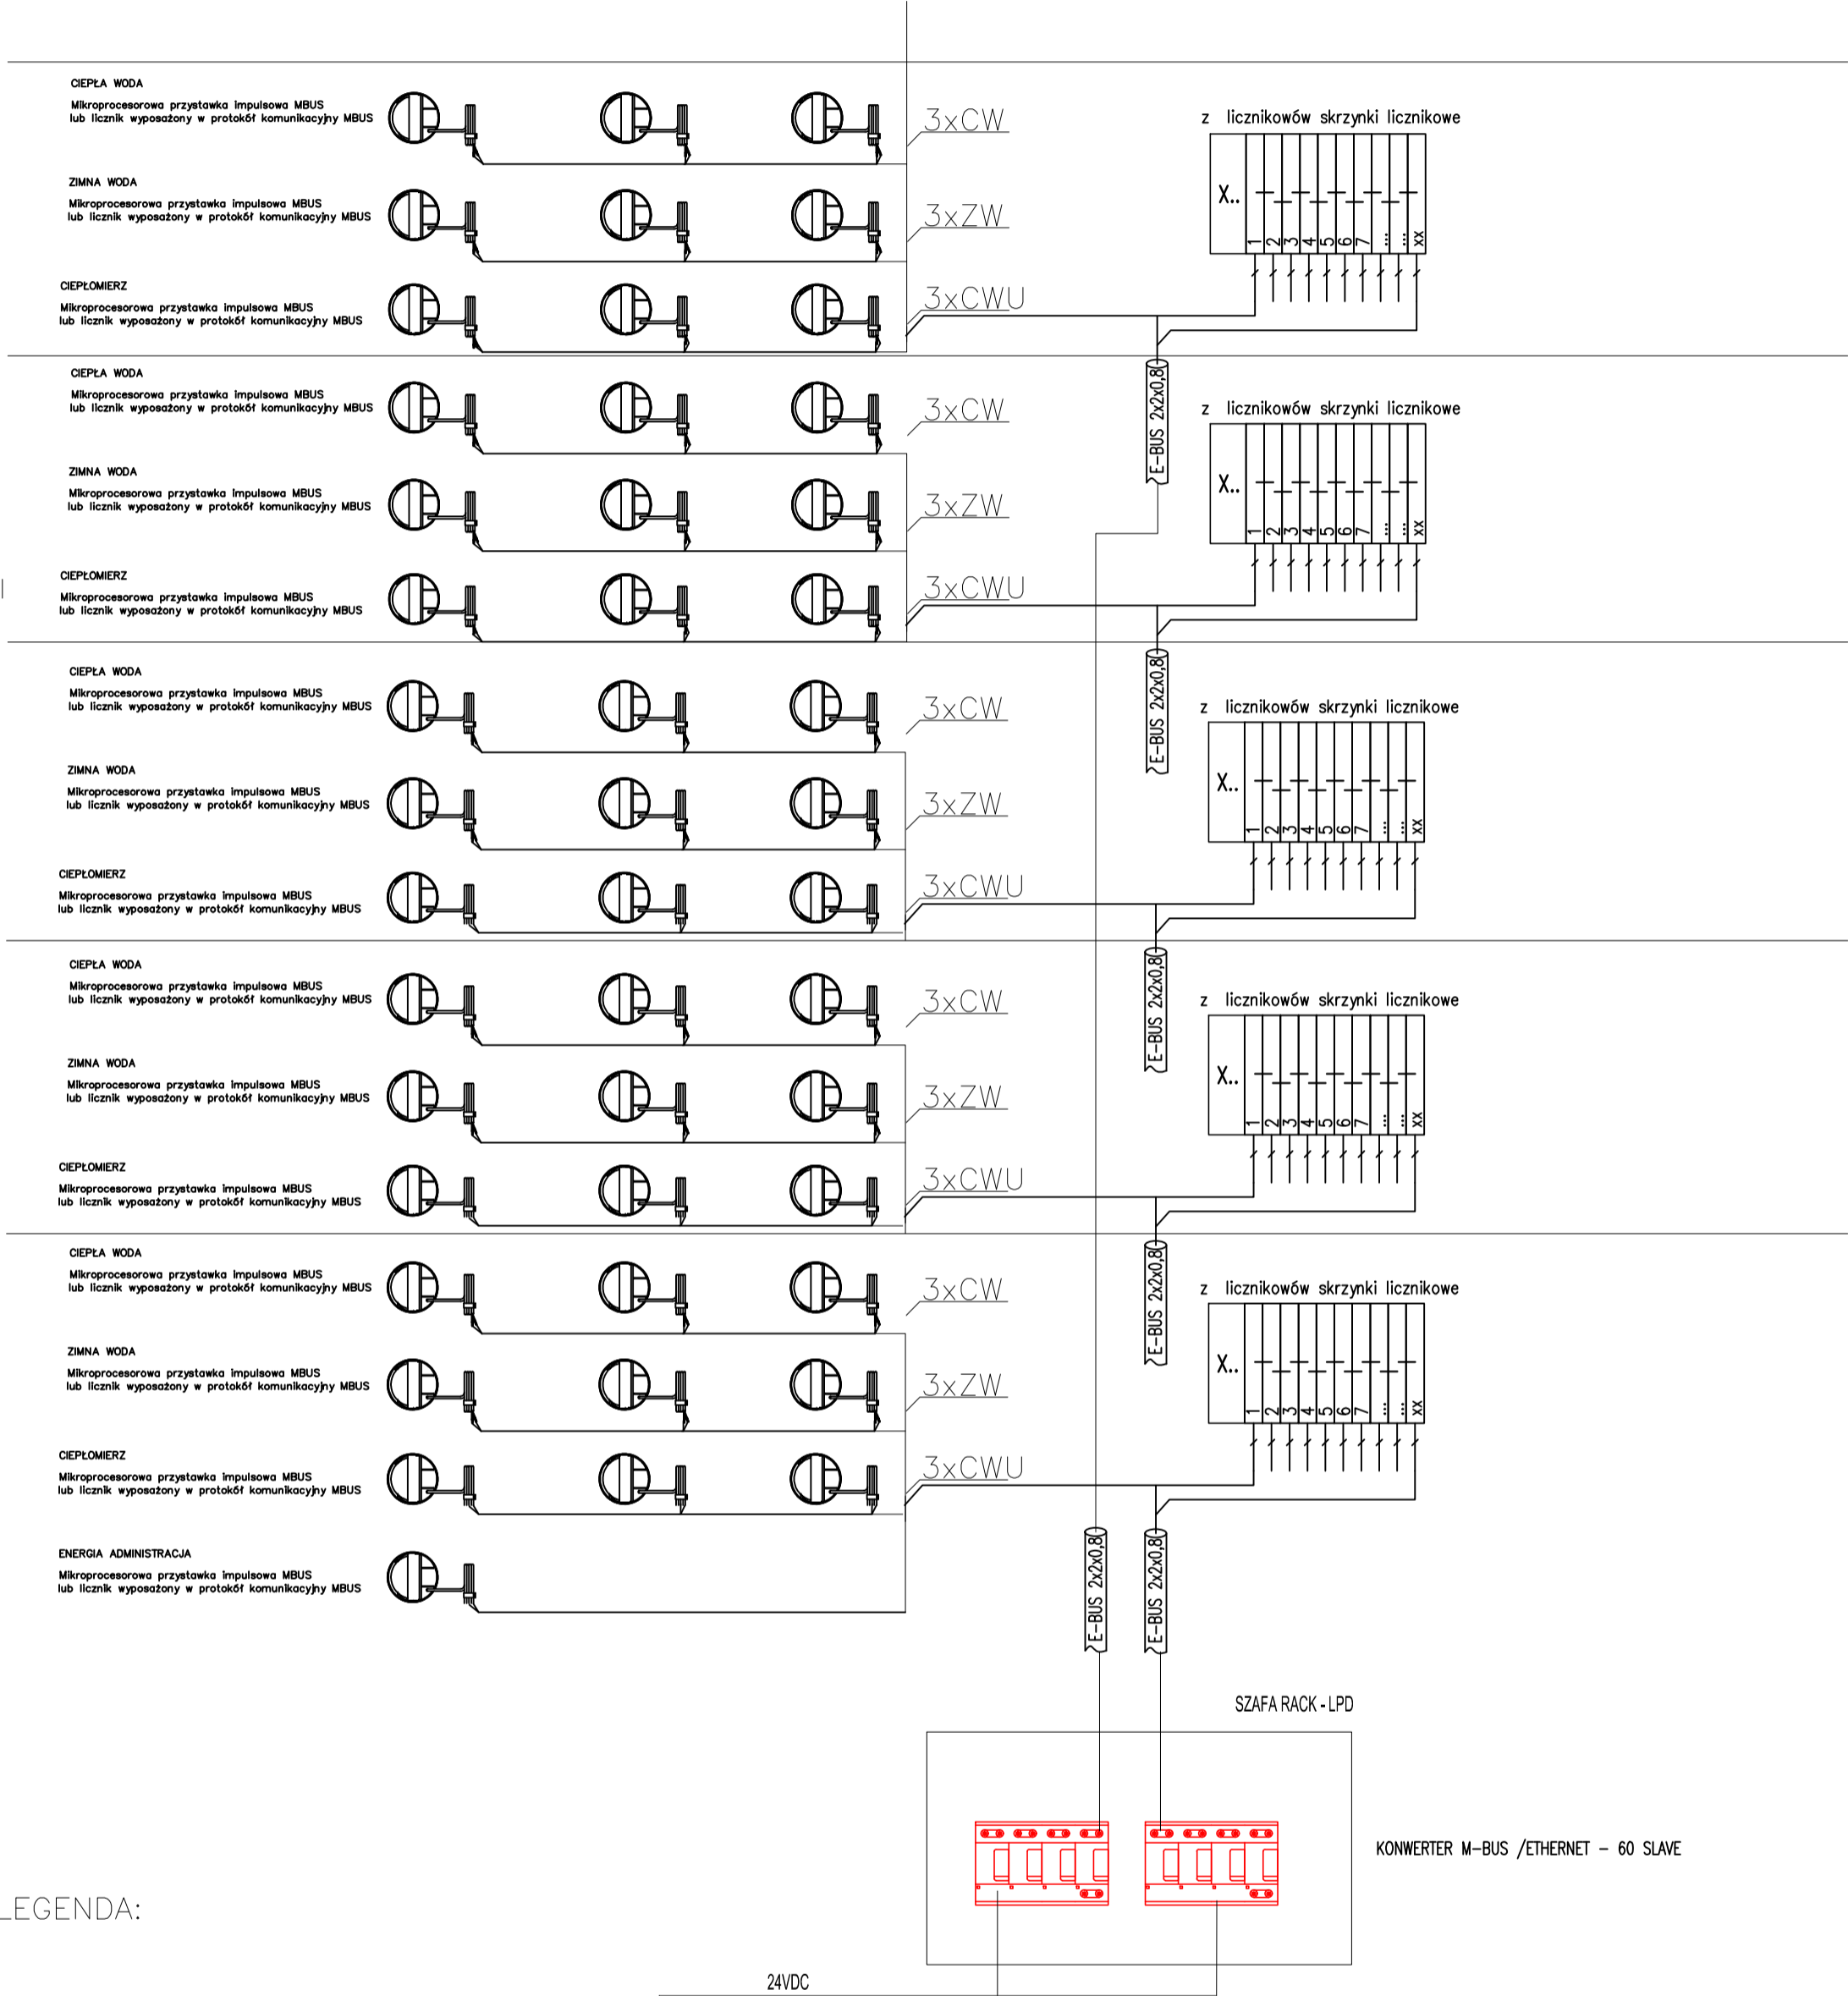 CIEPŁA WODA
Mikroprocesorowa przystawka impulsowa MBUS
lub licznik wyposażony w protokół komunikacyjny MBUS
3xCW
z licznikowów skrzynki licznikowe
X..
1 2 3 4 5 6 7 ... ... xx
ZIMNA WODA
Mikroprocesorowa przystawka impulsowa MBUS
lub licznik wyposażony w protokół komunikacyjny MBUS
3xZW
CIEPŁOMIERZ
Mikroprocesorowa przystawka impulsowa MBUS
lub licznik wyposażony w protokół komunikacyjny MBUS
3xCWU
E-BUS 2x2x0,8
CIEPŁA WODA
Mikroprocesorowa przystawka impulsowa MBUS
lub licznik wyposażony w protokół komunikacyjny MBUS
3xCW
z licznikowów skrzynki licznikowe
X..
1 2 3 4 5 6 7 ... ... xx
ZIMNA WODA
Mikroprocesorowa przystawka impulsowa MBUS
lub licznik wyposażony w protokół komunikacyjny MBUS
3xZW
CIEPŁOMIERZ
Mikroprocesorowa przystawka impulsowa MBUS
lub licznik wyposażony w protokół komunikacyjny MBUS
3xCWU
E-BUS 2x2x0,8
CIEPŁA WODA
Mikroprocesorowa przystawka impulsowa MBUS
lub licznik wyposażony w protokół komunikacyjny MBUS
3xCW
z licznikowów skrzynki licznikowe
X..
1 2 3 4 5 6 7 ... ... xx
ZIMNA WODA
Mikroprocesorowa przystawka impulsowa MBUS
lub licznik wyposażony w protokół komunikacyjny MBUS
3xZW
CIEPŁOMIERZ
Mikroprocesorowa przystawka impulsowa MBUS
lub licznik wyposażony w protokół komunikacyjny MBUS
3xCWU
E-BUS 2x2x0,8
CIEPŁA WODA
Mikroprocesorowa przystawka impulsowa MBUS
lub licznik wyposażony w protokół komunikacyjny MBUS
3xCW
z licznikowów skrzynki licznikowe
X..
1 2 3 4 5 6 7 ... ... xx
ZIMNA WODA
Mikroprocesorowa przystawka impulsowa MBUS
lub licznik wyposażony w protokół komunikacyjny MBUS
3xZW
CIEPŁOMIERZ
Mikroprocesorowa przystawka impulsowa MBUS
lub licznik wyposażony w protokół komunikacyjny MBUS
3xCWU
E-BUS 2x2x0,8
CIEPŁA WODA
Mikroprocesorowa przystawka impulsowa MBUS
lub licznik wyposażony w protokół komunikacyjny MBUS
3xCW
z licznikowów skrzynki licznikowe
X..
1 2 3 4 5 6 7 ... ... xx
ZIMNA WODA
Mikroprocesorowa przystawka impulsowa MBUS
lub licznik wyposażony w protokół komunikacyjny MBUS
3xZW
CIEPŁOMIERZ
Mikroprocesorowa przystawka impulsowa MBUS
lub licznik wyposażony w protokół komunikacyjny MBUS
3xCWU
ENERGIA ADMINISTRACJA
Mikroprocesorowa przystawka impulsowa MBUS
lub licznik wyposażony w protokół komunikacyjny MBUS
E-BUS 2x2x0,8
E-BUS 2x2x0,8
SZAFA RACK - LPD
KONWERTER M-BUS /ETHERNET - 60 SLAVE
LEGENDA:
24VDC